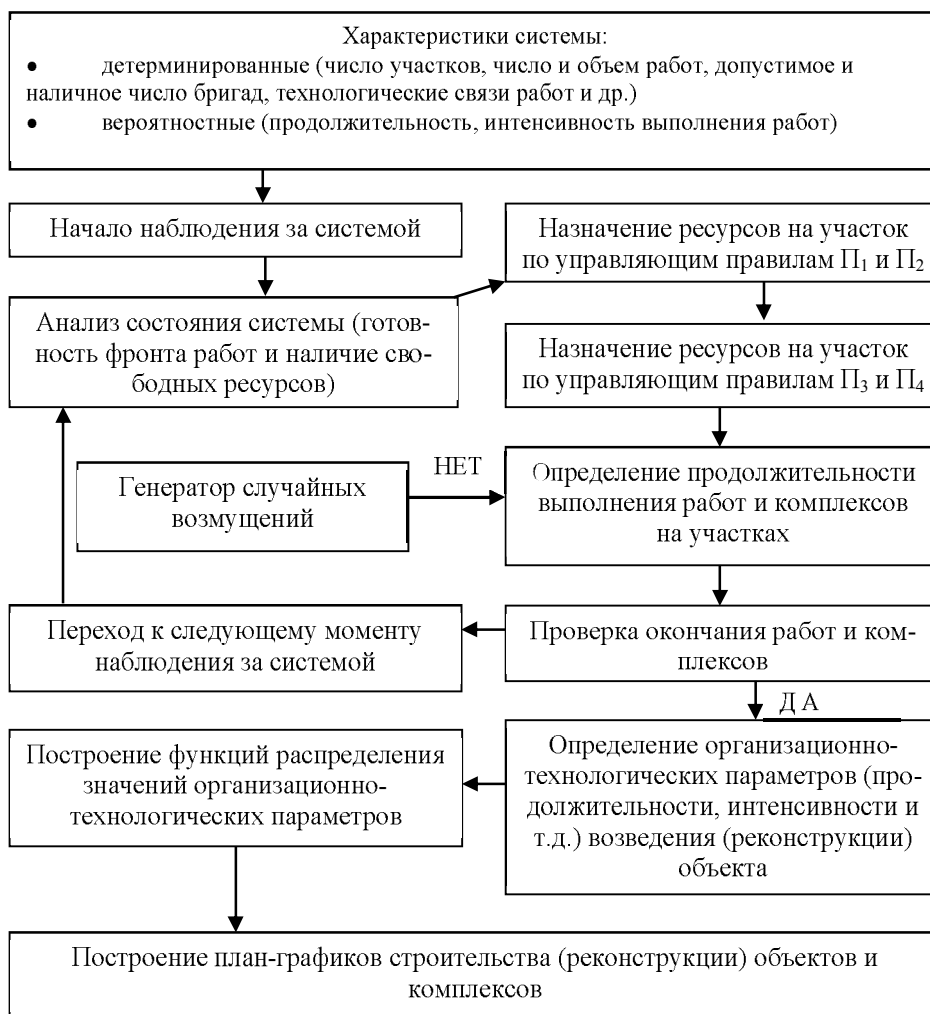 Характеристики системы:
● детерминированные (число участков, число и объем работ, допустимое и
наличное число бригад, технологические связи работ и др.)
● вероятностные (продолжительность, интенсивность выполнения работ)
Начало наблюдения за системой
Назначение ресурсов на участок
по управляющим правилам П₁ и П₂
Анализ состояния системы (готов-
ность фронта работ и наличие сво-
бодных ресурсов)
Назначение ресурсов на участок
по управляющим правилам П₃ и П₄
НЕТ
Генератор случайных
возмущений
Определение продолжительности
выполнения работ и комплексов
на участках
Переход к следующему моменту
наблюдения за системой
Проверка окончания работ и ком-
плексов
Д А
Построение функций распределения
значений организационно-
технологических параметров
Определение организационно-
технологических параметров (про-
должительности, интенсивности и
т.д.) возведения (реконструкции)
объекта
Построение план-графиков строительства (реконструкции) объектов и
комплексов